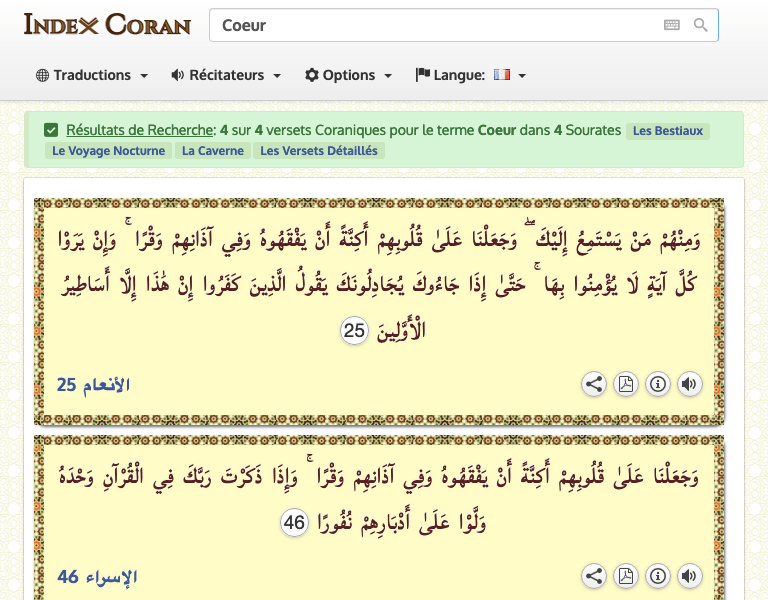 INDEX CORAN
Coeur
Traductions
Récitateurs
Options
Langue:
Résultats de Recherche: 4 sur 4 versets Coraniques pour le terme Coeur dans 4 Sourates Les Bestiaux
Le Voyage Nocturne La Caverne Les Versets Détaillés
وَمِنْهُمْ مَنْ يَسْتَمِعُ إِلَيْكَ ۖ وَجَعَلْنَا عَلَىٰ قُلُوبِهِمْ أَكِنَّةً أَنْ يَفْقَهُوهُ وَفِي آذَانِهِمْ وَقْرًا ۚ وَإِنْ يَرَوْا
كُلَّ آيَةٍ لَا يُؤْمِنُوا بِهَا ۚ حَتَّىٰ إِذَا جَاءُوكَ يُجَادِلُونَكَ يَقُولُ الَّذِينَ كَفَرُوا إِنْ هَٰذَا إِلَّا أَسَاطِيرُ
الْأَوَّلِينَ 25
الأنعام 25
وَجَعَلْنَا عَلَىٰ قُلُوبِهِمْ أَكِنَّةً أَنْ يَفْقَهُوهُ وَفِي آذَانِهِمْ وَقْرًا ۚ وَإِذَا ذَكَرْتَ رَبَّكَ فِي الْقُرْآنِ وَحْدَهُ
وَلَّوْا عَلَىٰ أَدْبَارِهِمْ نُفُورًا 46
الإسراء 46